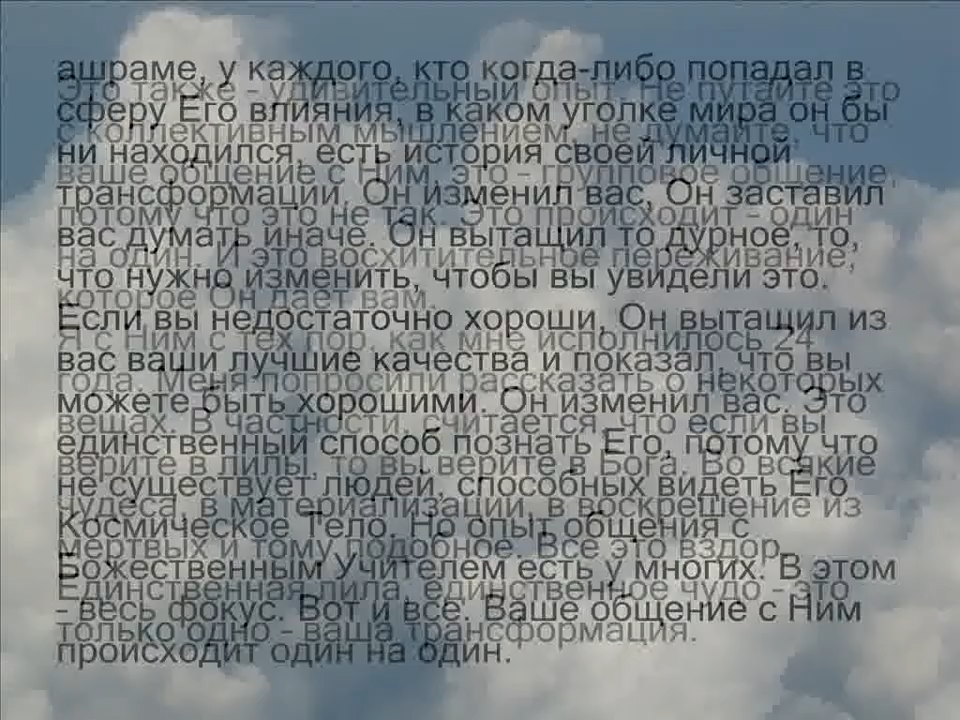 ашраме, у каждого, кто когда-либо попадал в
сферу Его влияния, в каком уголке мира он бы
ни находился, есть история своей личной
трансформации. Он изменил вас, Он заставил
вас думать иначе. Он вытащил то дурное, то,
что нужно изменить, чтобы вы увидели это.
Если вы недостаточно хороши, Он вытащил из
вас ваши лучшие качества и показал, что вы
можете быть хорошими. Он изменил вас. Это
единственный способ познать Его, потому что
не существует людей, способных видеть Его
Космическое Тело. Но опыт общения с
Божественным Учителем есть у многих. В этом
- весь фокус. Вот и все. Ваше общение с Ним
происходит один на один.
Это также - удивительный опыт. Не путайте это
с коллективным мышлением, не думайте, что
ваше общение с Ним, это - групповое общение,
потому что это не так. Это происходит - один
на один. И это восхитительное переживание,
которое Он дает вам.
Я с Ним с тех пор, как мне исполнилось 24
года. Меня попросили рассказать о некоторых
вещах. В частности, считается, что если вы
верите в лилы, то вы верите в Бога. Во всякие
чудеса, в материализации, в воскрешение из
мертвых и тому подобное. Все это вздор.
Единственная лила, единственное чудо - это
только одно - ваша трансформация.